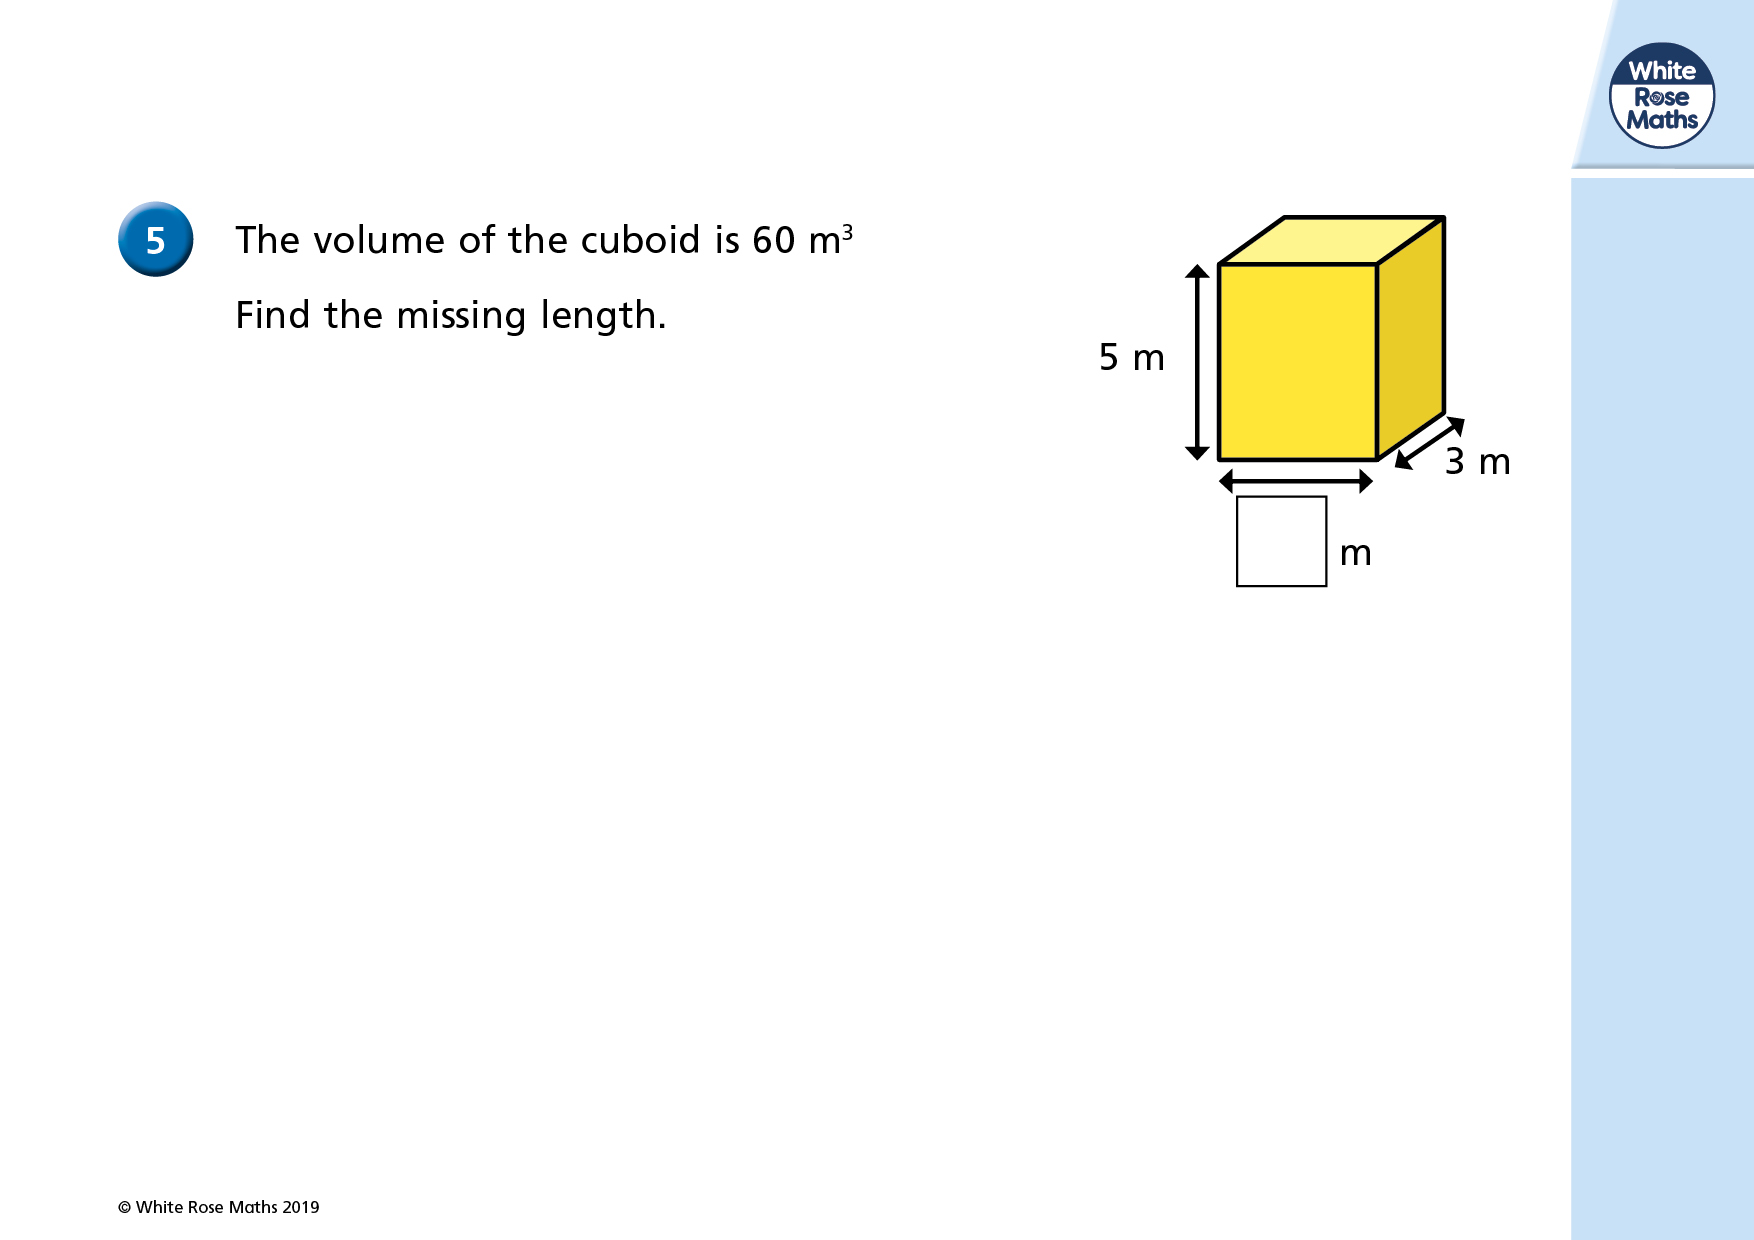 White
Rose
Maths
5
The volume of the cuboid is 60 m³
Find the missing length.
5 m
3 m
m
© White Rose Maths 2019